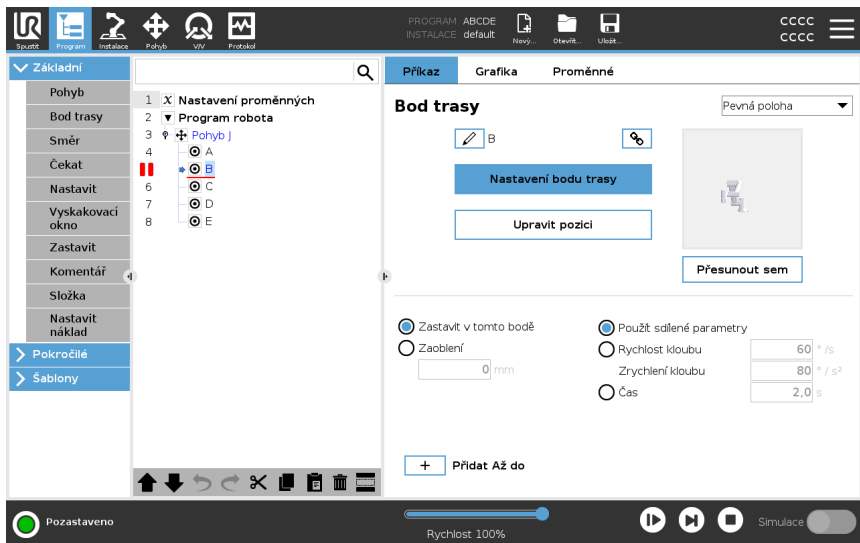 UR
Spustit
Program
Instalace
Pohyb
V/V
Protokol
PROGRAM ABCDE
INSTALACE default
Nový...
Otevřít...
Uložit...
CCCC
CCCC
Základní
Pohyb
Bod trasy
Směr
Čekat
Nastavit
Vyskakovací
okno
Zastavit
Komentář
Složka
Nastavit
náklad
Pokročilé
Šablony
1 X Nastavení proměnných
2 Program robota
3 Pohyb J
4 A
B
6 C
7 D
8 E
Příkaz Grafika Proměnné
Bod trasy
Pevná poloha
B
Nastavení bodu trasy
Upravit pozici
Přesunout sem
Zastavit v tomto bodě
Zaoblení
0 mm
Použít sdílené parametry
Rychlost kloubu 60 ° /s
Zrychlení kloubu 80 ° / s²
Čas 2,0 s
+ Přidat Až do
Pozastaveno
Rychlost 100%
Simulace